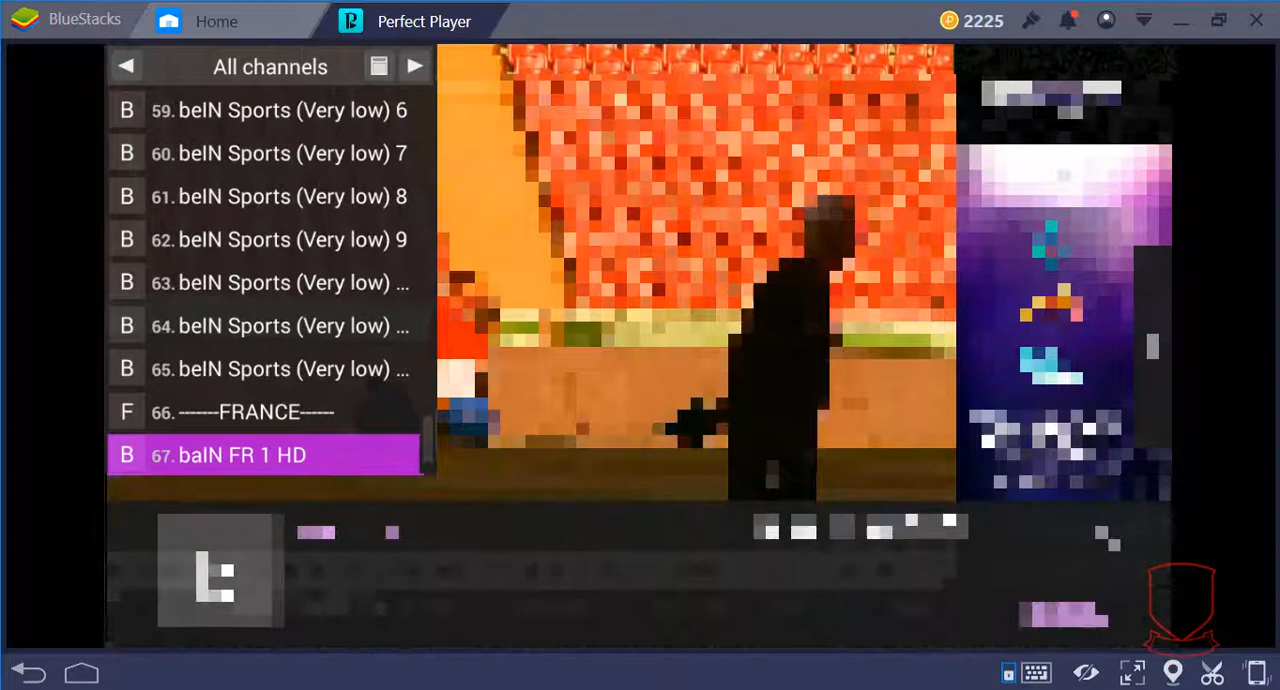 BlueStacks
Home
Perfect Player
2225
All channels
B 59. beIN Sports (Very low) 6
B 60. beIN Sports (Very low) 7
B 61. beIN Sports (Very low) 8
B 62. beIN Sports (Very low) 9
B 63. beIN Sports (Very low) ...
B 64. beIN Sports (Very low) ...
B 65. beIN Sports (Very low) ...
F 66. -------FRANCE------
B 67. baIN FR 1 HD